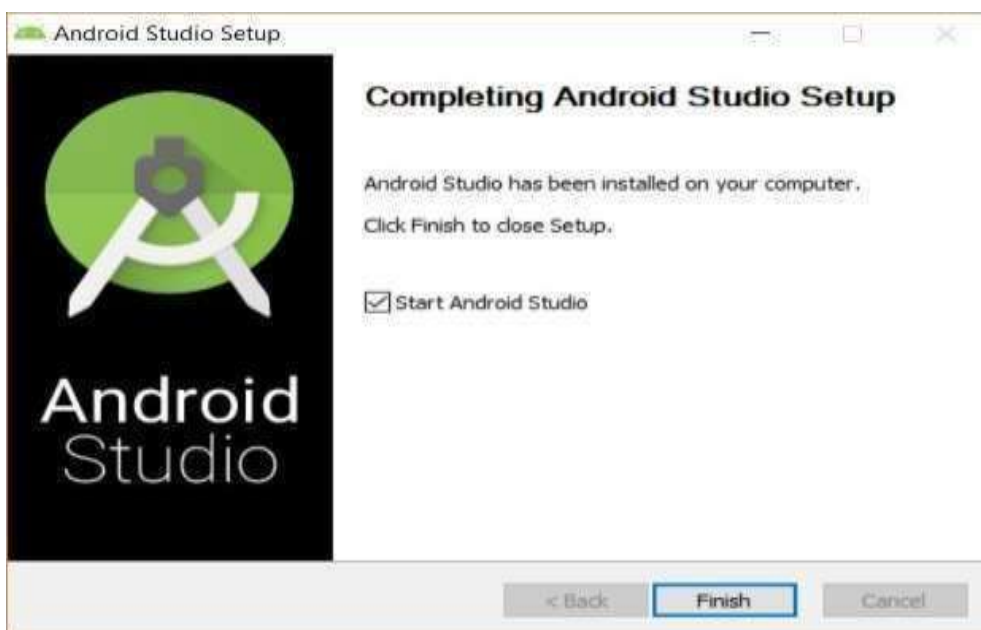 Android Studio Setup
Completing Android Studio Setup
Android Studio has been installed on your computer.
Click Finish to close Setup.
Start Android Studio
Android
Studio
< Back
Finish
Cancel